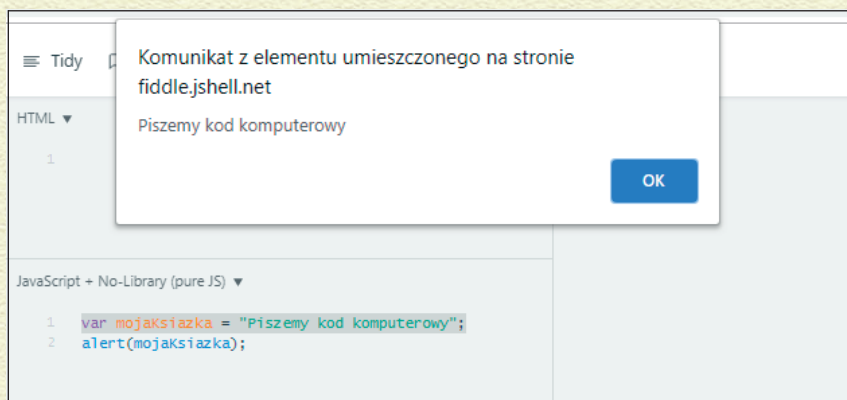 Tidy
Komunikat z elementu umieszczonego na stronie
fiddle.jshell.net
Piszemy kod komputerowy
OK
HTML ▼
1
JavaScript + No-Library (pure JS) ▼
1 var mojaKsiazka = "Piszemy kod komputerowy";
2 alert(mojaKsiazka);